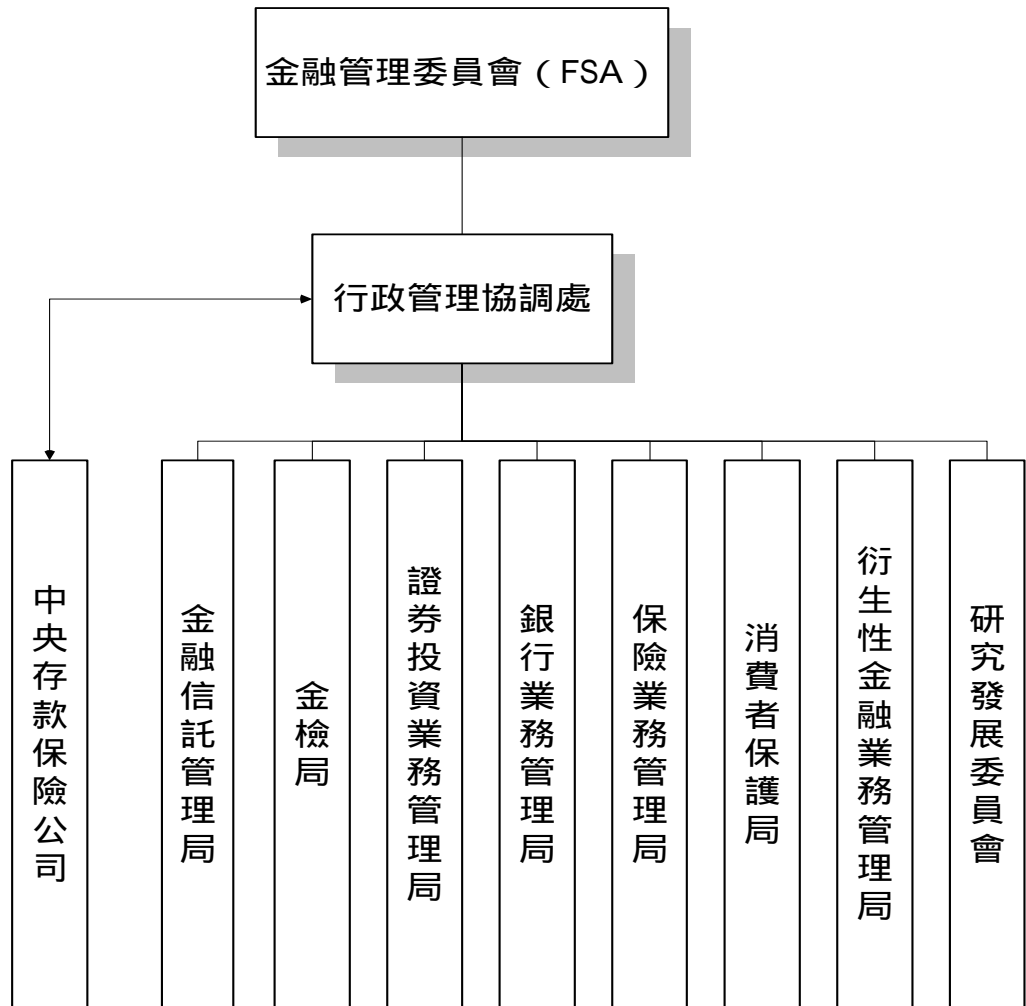 金融管理委員會（FSA）
行政管理協調處
中央存款保險公司
金融信託管理局
金檢局
證券投資業務管理局
銀行業務管理局
保險業務管理局
消費者保護局
衍生性金融業務管理局
研究發展委員會